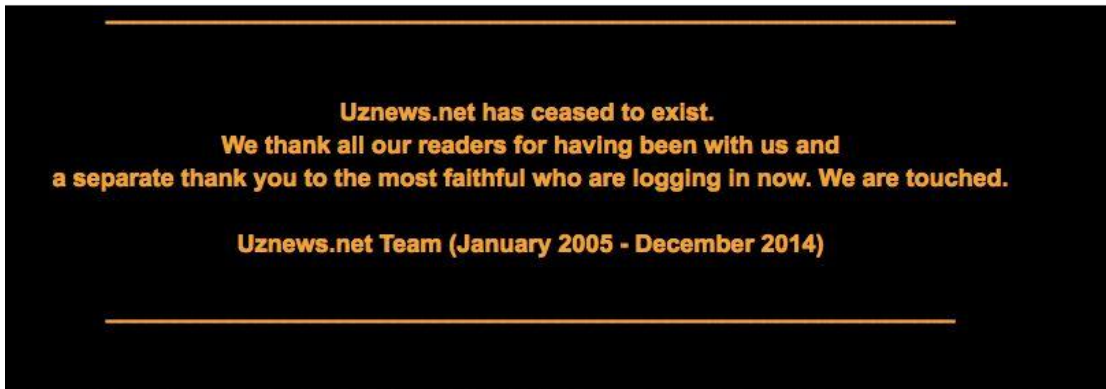 Uznews.net has ceased to exist.
We thank all our readers for having been with us and
a separate thank you to the most faithful who are logging in now. We are touched.
Uznews.net Team (January 2005 - December 2014)